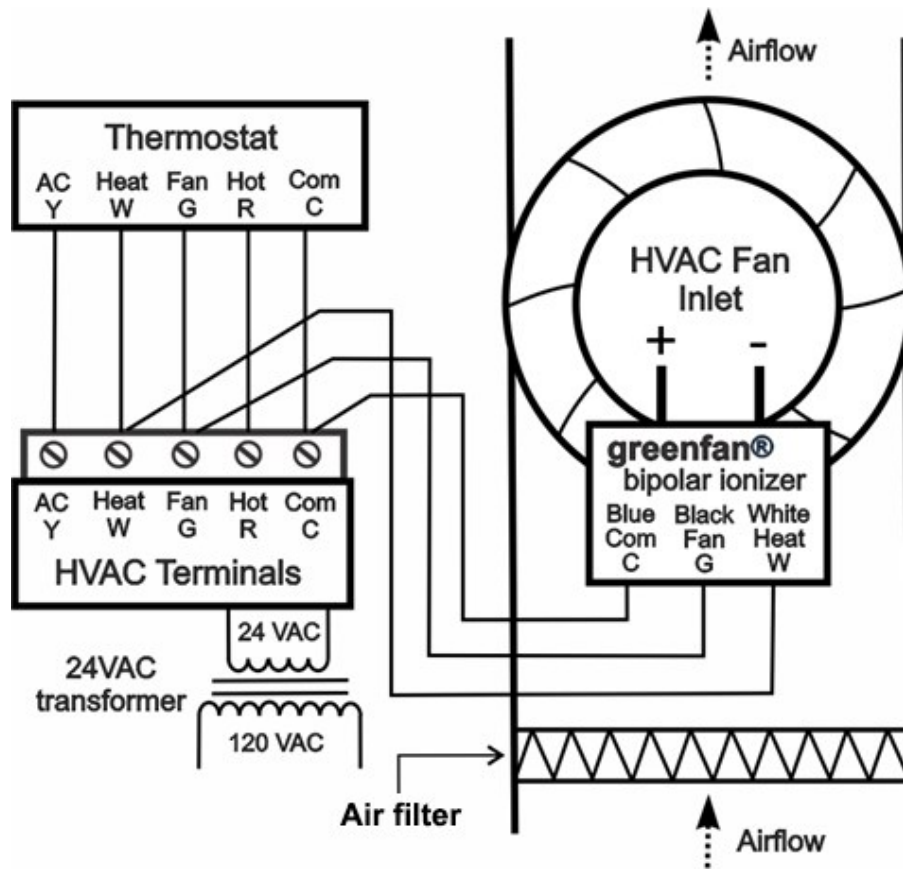 Airflow
Thermostat
AC Heat Fan Hot Com
Y W G R C
HVAC Fan
Inlet
+ -
greenfan®
bipolar ionizer
Blue Black White
Com Fan Heat
C G W
AC Heat Fan Hot Com
Y W G R C
HVAC Terminals
24 VAC
24VAC
transformer
120 VAC
Air filter
Airflow